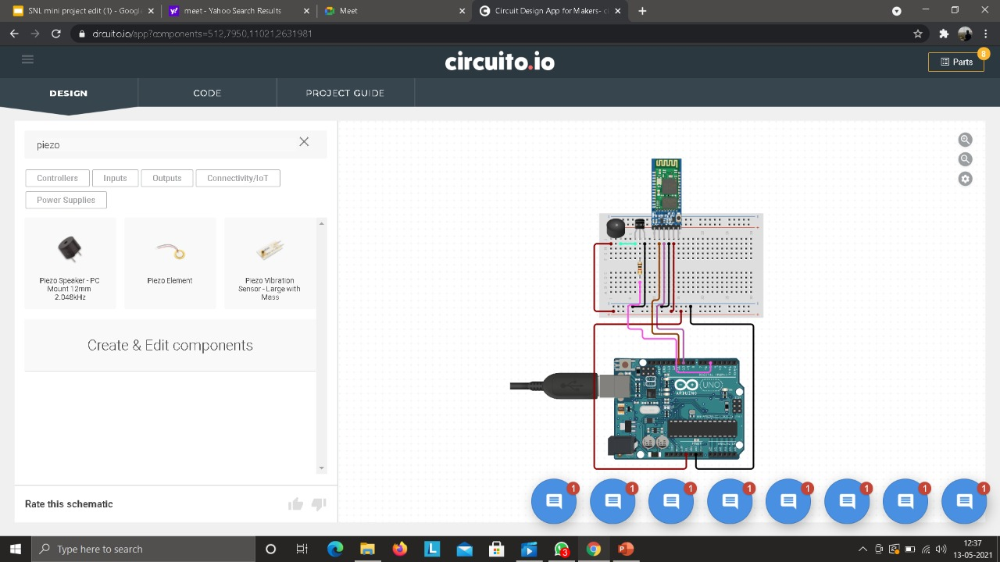 SNL mini project edit (1) - Googl
meet - Yahoo Search Results
Meet
Circuit Design App for Makers- ci
circuito.io/app?components=512,7950,11021,2631981
circuito.io
Parts
8
DESIGN
CODE
PROJECT GUIDE
piezo
Controllers
Inputs
Outputs
Connectivity/IoT
Power Supplies
Piezo Speaker - PC
Mount 12mm
2.048kHz
Piezo Element
Piezo Vibration
Sensor - Large with
Mass
Create & Edit components
Rate this schematic
UNO
ARDUINO
1
1
1
1
1
1
1
1
Type here to search
3
12:37
13-05-2021